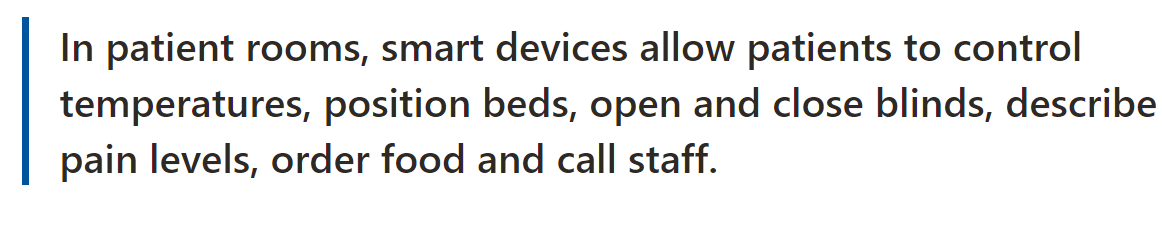 In patient rooms, smart devices allow patients to control
temperatures, position beds, open and close blinds, describe
pain levels, order food and call staff.